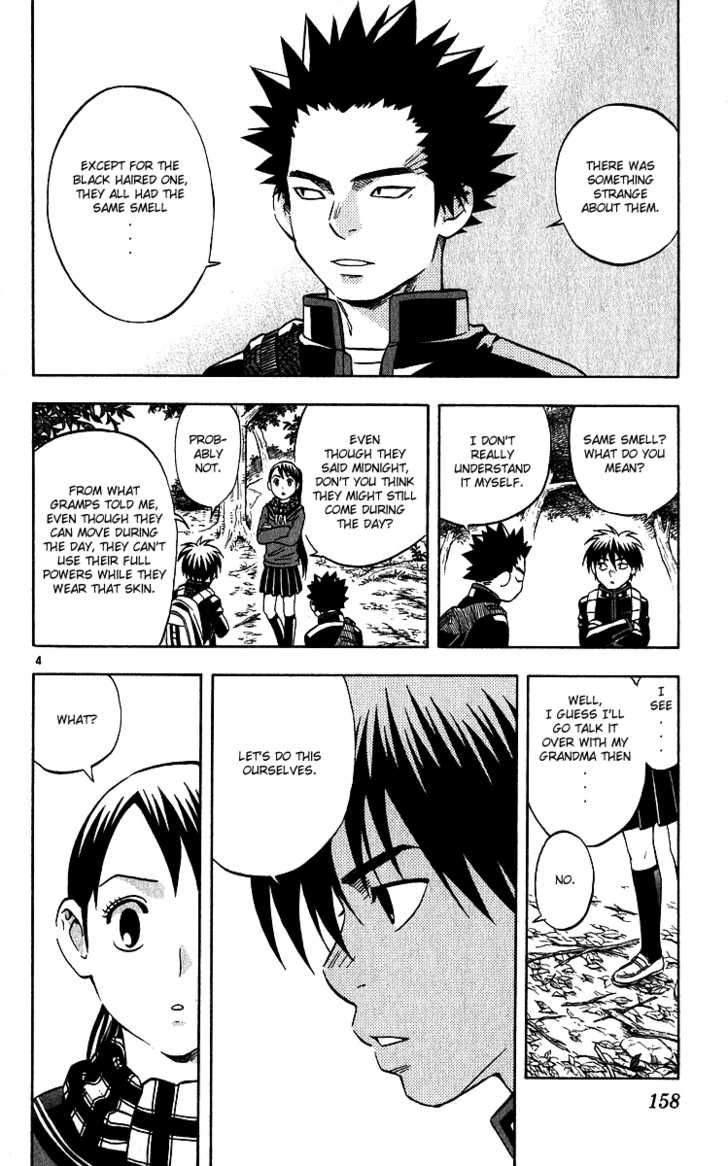 THERE WAS
SOMETHING
STRANGE
ABOUT THEM.
EXCEPT FOR THE
BLACK HAIRED ONE,
THEY ALL HAD THE
SAME SMELL
.
.
.
SAME SMELL?
WHAT DO YOU
MEAN?
I DON'T
REALLY
UNDERSTAND
IT MYSELF.
EVEN
THOUGH THEY
SAID MIDNIGHT,
DON'T YOU THINK
THEY MIGHT STILL
COME DURING
THE DAY?
PROB-
ABLY
NOT.
FROM WHAT
GRAMPS TOLD ME,
EVEN THOUGH THEY
CAN MOVE DURING
THE DAY, THEY CAN'T
USE THEIR FULL
POWERS WHILE THEY
WEAR THAT SKIN.
4
I
SEE
.
.
.
WELL,
I GUESS I'LL
GO TALK IT
OVER WITH MY
GRANDMA THEN
.
.
.
NO.
LET'S DO THIS
OURSELVES.
WHAT?
158